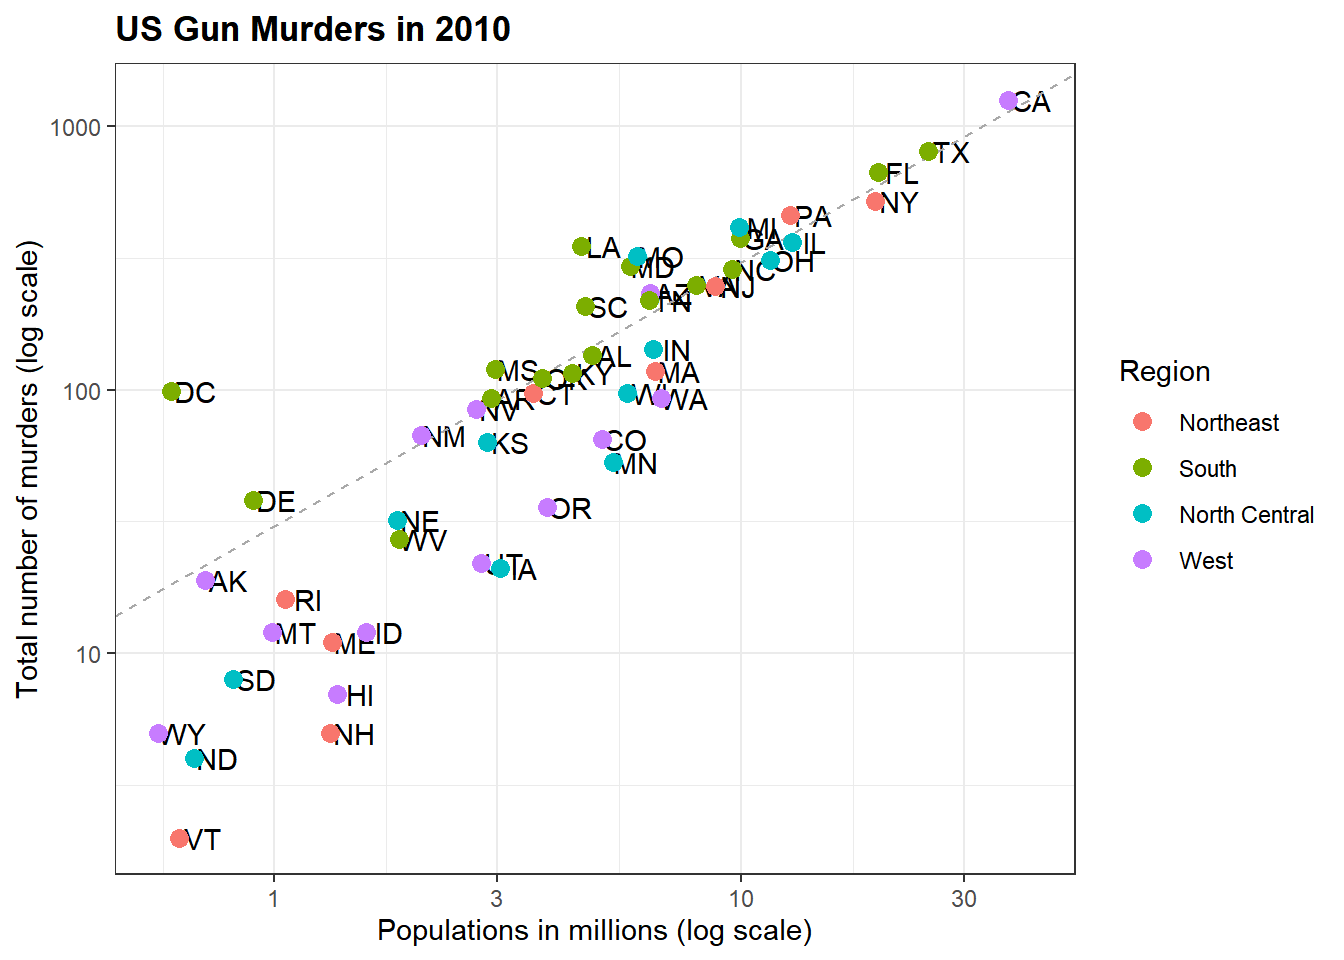 US Gun Murders in 2010
Total number of murders (log scale)
1000
100
10
CA
TX
FL
NY
PA
MI
GA
IL
OH
LA
MO
MD
NC
VA
NJ
AZ
TN
SC
IN
AL
MS
KY
MA
OK
DC
CT
WI
WA
AR
NV
NM
KS
CO
MN
DE
OR
NE
WV
UT
IA
AK
RI
MT
ME
ID
SD
HI
WY
NH
ND
VT
1
3
10
30
Populations in millions (log scale)
Region
Northeast
South
North Central
West